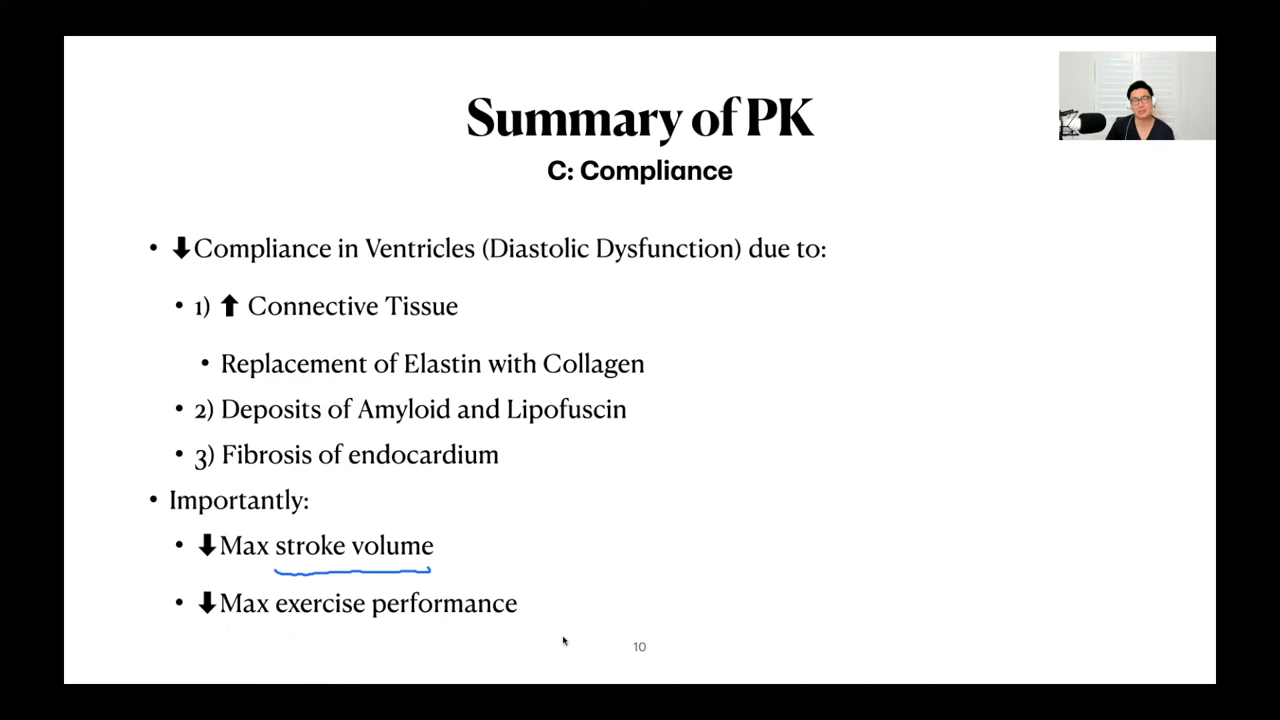 Summary of PK
C: Compliance
• ⬇Compliance in Ventricles (Diastolic Dysfunction) due to:
• 1) ⬆ Connective Tissue
• Replacement of Elastin with Collagen
• 2) Deposits of Amyloid and Lipofuscin
• 3) Fibrosis of endocardium
• Importantly:
• ⬇Max stroke volume
• ⬇Max exercise performance
10